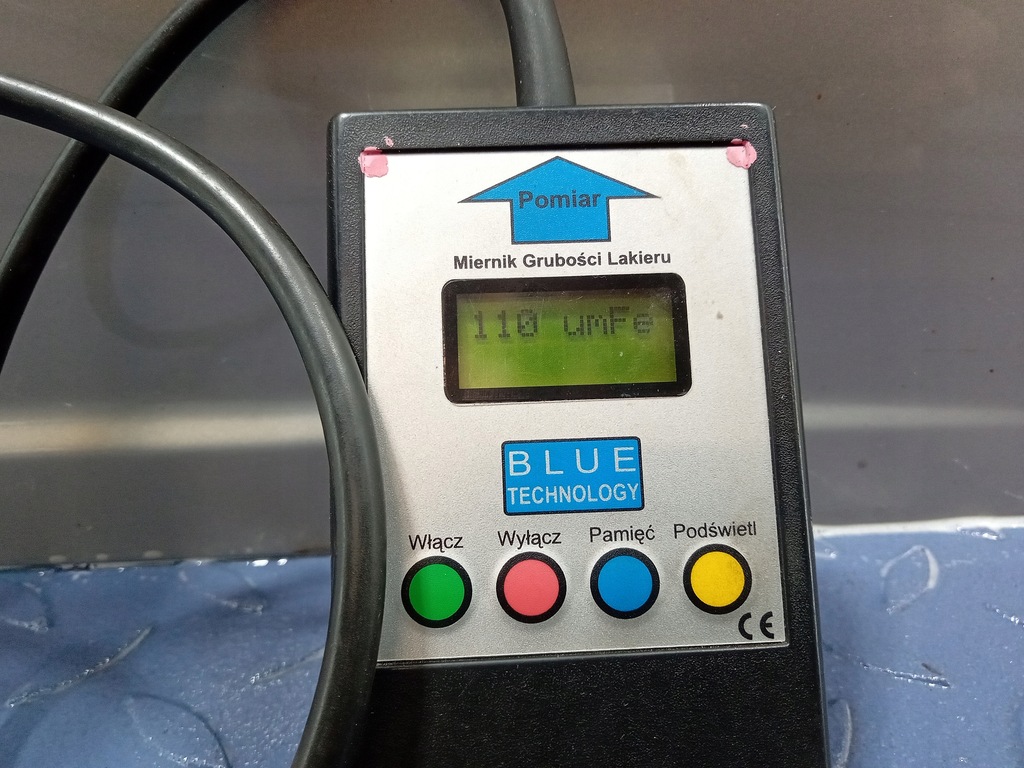 Pomiar
Miernik Grubości Lakieru
110 umFe
BLUE
TECHNOLOGY
Włącz Wyłącz Pamięć Podświetl
CE